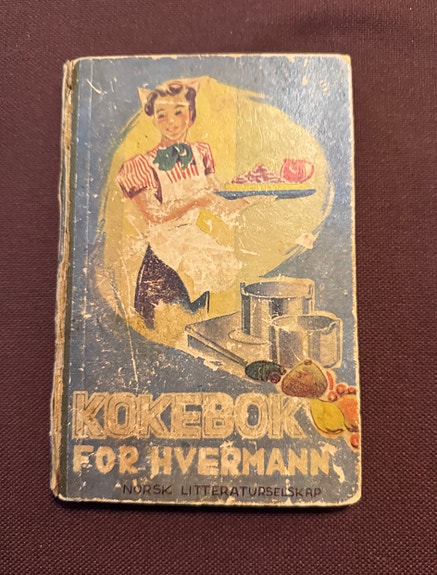 KOKEBOK
FOR HVERMANN
NORSK LITTERATURSELSKAP